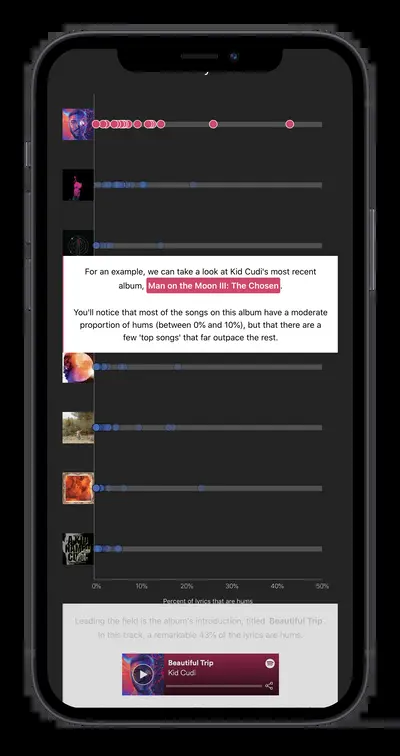 For an example, we can take a look at Kid Cudi's most recent
album, Man on the Moon III: The Chosen.
You'll notice that most of the songs on this album have a moderate
proportion of hums (between 0% and 10%), but that there are a
few 'top songs' that far outpace the rest.
0% 10% 20% 30% 40% 50%
Percent of lyrics that are hums
Leading the field is the album's introduction, titled Beautiful Trip.
In this track, a remarkable 43% of the lyrics are hums.
Beautiful Trip
Kid Cudi